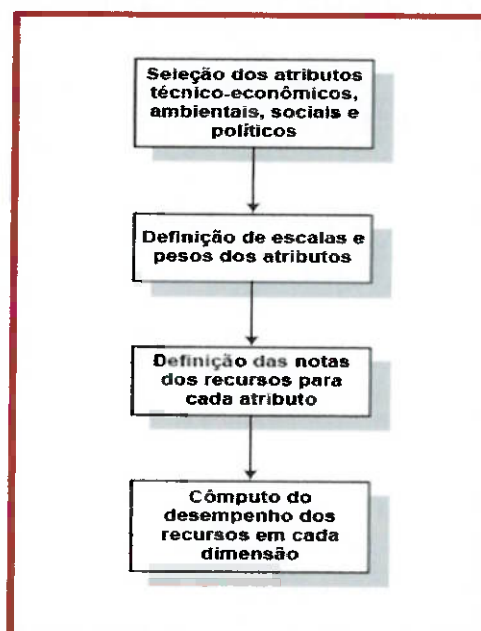 Seleção dos atributos
técnico-econômicos,
ambientais, sociais e
políticos
Definição de escalas e
pesos dos atributos
Definição das notas
dos recursos para
cada atributo
Cômputo do
desempenho dos
recursos em cada
dimensão